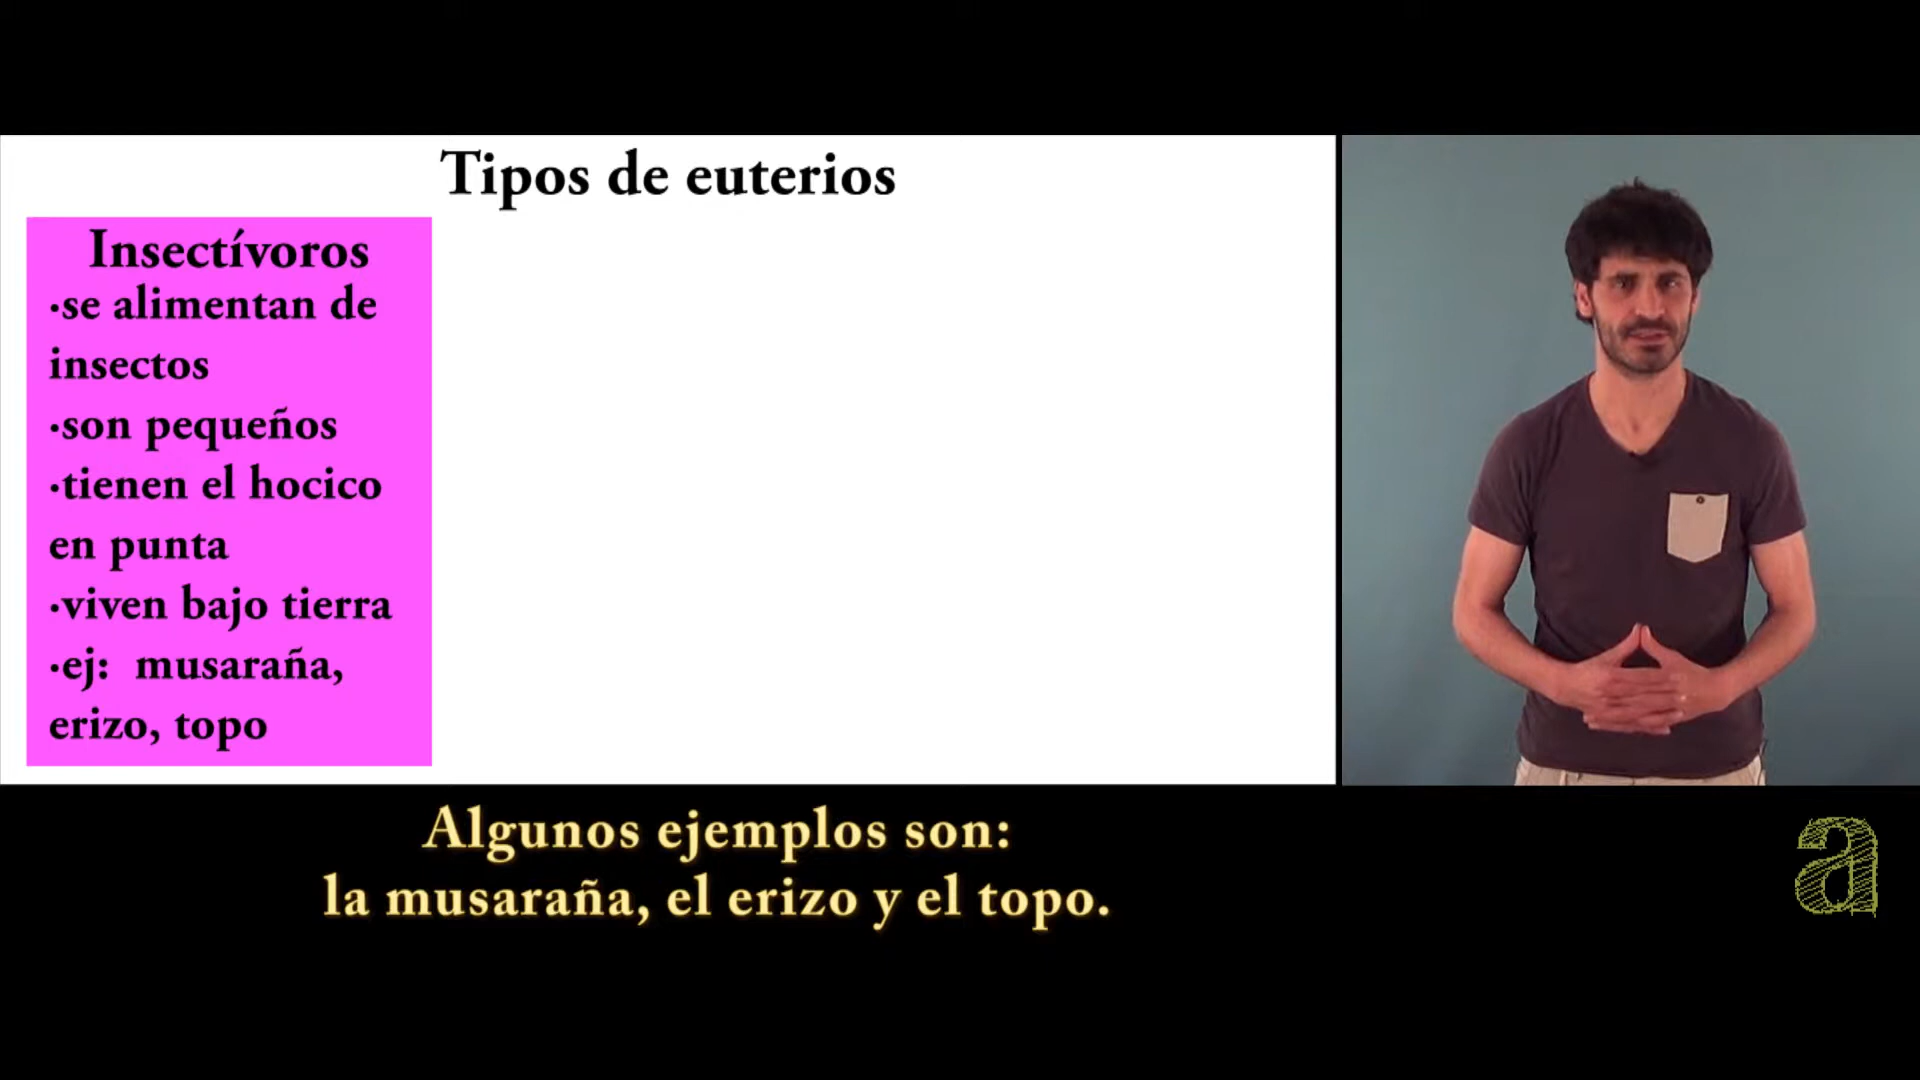 Tipos de euterios
Insectívoros
·se alimentan de
insectos
·son pequeños
·tienen el hocico
en punta
·viven bajo tierra
·ej: musaraña,
erizo, topo
Algunos ejemplos son:
la musaraña, el erizo y el topo.
a